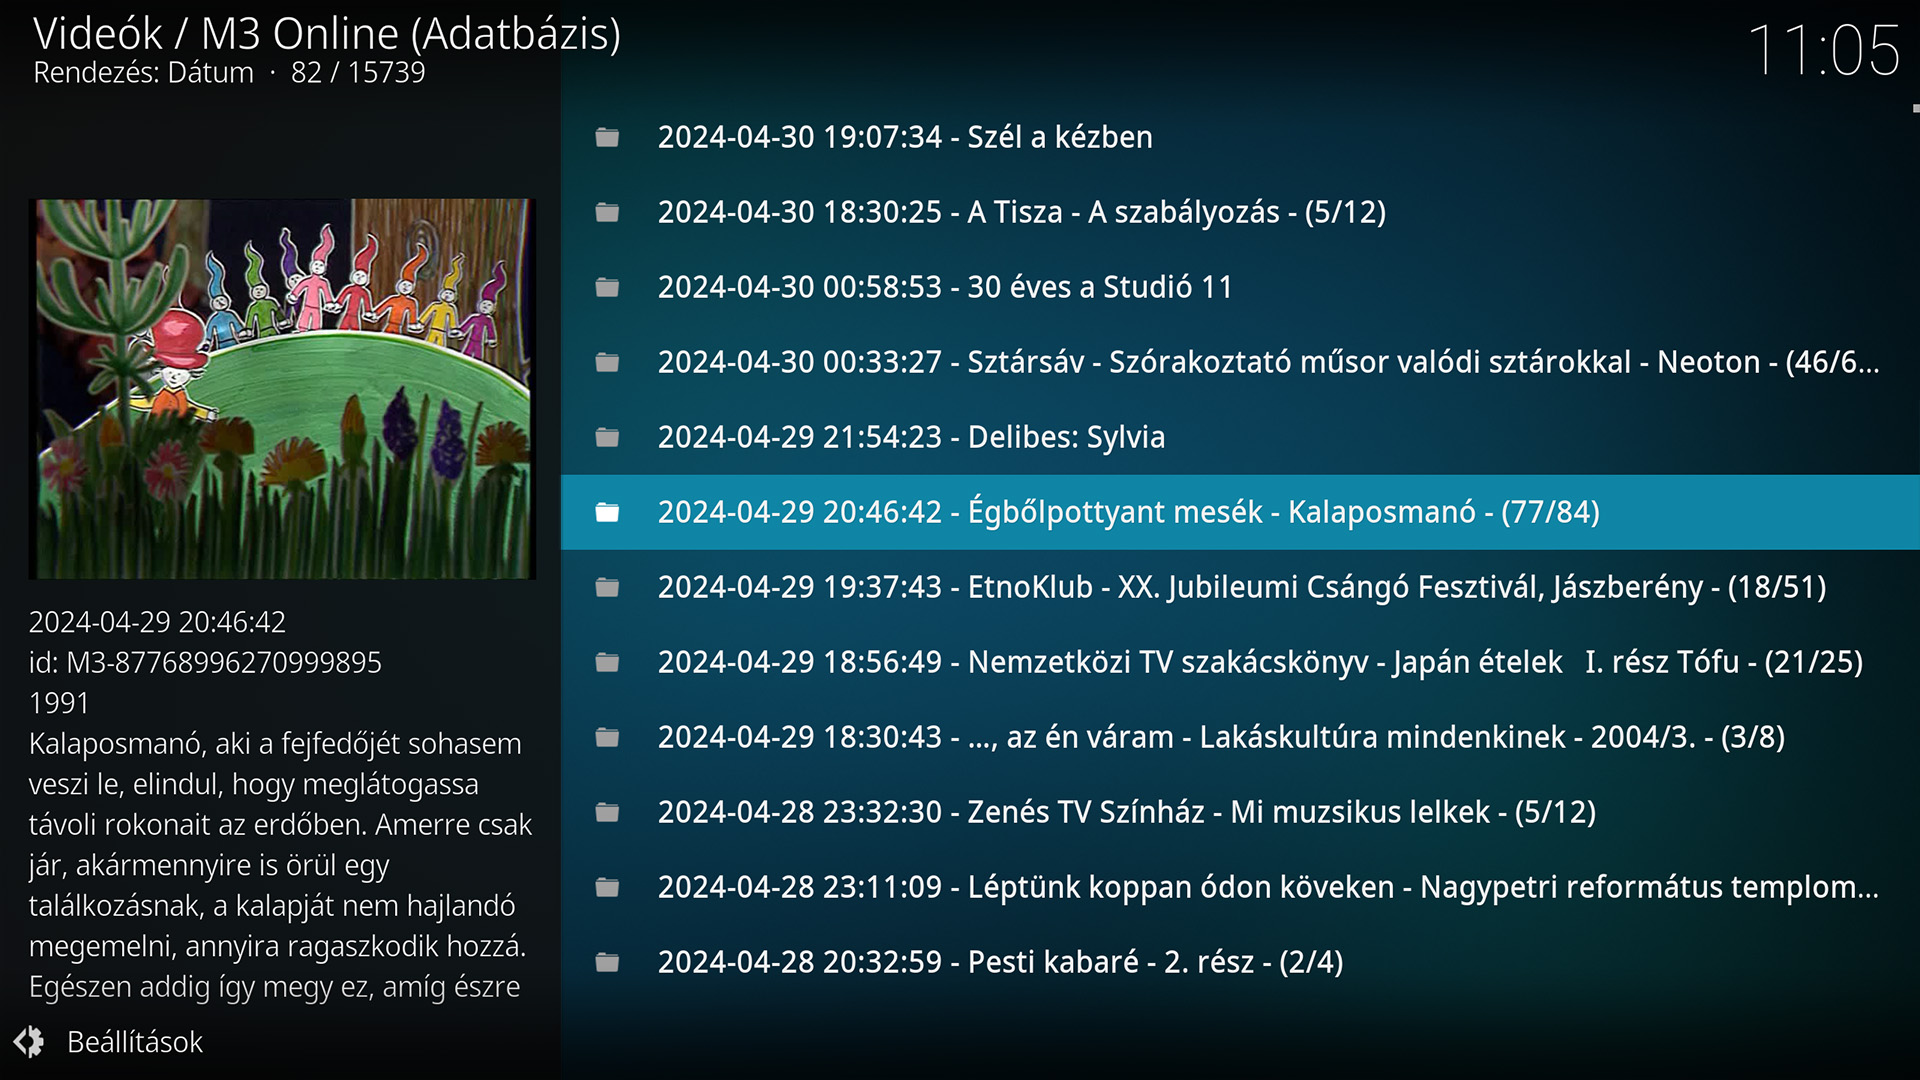 Videók / M3 Online (Adatbázis)
Rendezés: Dátum · 82 / 15739
11:05
2024-04-30 19:07:34 - Szél a kézben
2024-04-30 18:30:25 - A Tisza - A szabályozás - (5/12)
2024-04-30 00:58:53 - 30 éves a Studió 11
2024-04-30 00:33:27 - Sztársáv - Szórakoztató műsor valódi sztárokkal - Neoton - (46/6...
2024-04-29 21:54:23 - Delibes: Sylvia
2024-04-29 20:46:42 - Égbőlpottyant mesék - Kalaposmanó - (77/84)
2024-04-29 19:37:43 - EtnoKlub - XX. Jubileumi Csángó Fesztivál, Jászberény - (18/51)
2024-04-29 18:56:49 - Nemzetközi TV szakácskönyv - Japán ételek   I. rész Tófu - (21/25)
2024-04-29 18:30:43 - ..., az én váram - Lakáskultúra mindenkinek - 2004/3. - (3/8)
2024-04-28 23:32:30 - Zenés TV Színház - Mi muzsikus lelkek - (5/12)
2024-04-28 23:11:09 - Léptünk koppan ódon köveken - Nagypetri református templom...
2024-04-28 20:32:59 - Pesti kabaré - 2. rész - (2/4)
2024-04-29 20:46:42
id: M3-87768996270999895
1991
Kalaposmanó, aki a fejfedőjét sohasem
veszi le, elindul, hogy meglátogassa
távoli rokonait az erdőben. Amerre csak
jár, akármennyire is örül egy
találkozásnak, a kalapját nem hajlandó
megemelni, annyira ragaszkodik hozzá.
Egészen addig így megy ez, amíg észre
Beállítások